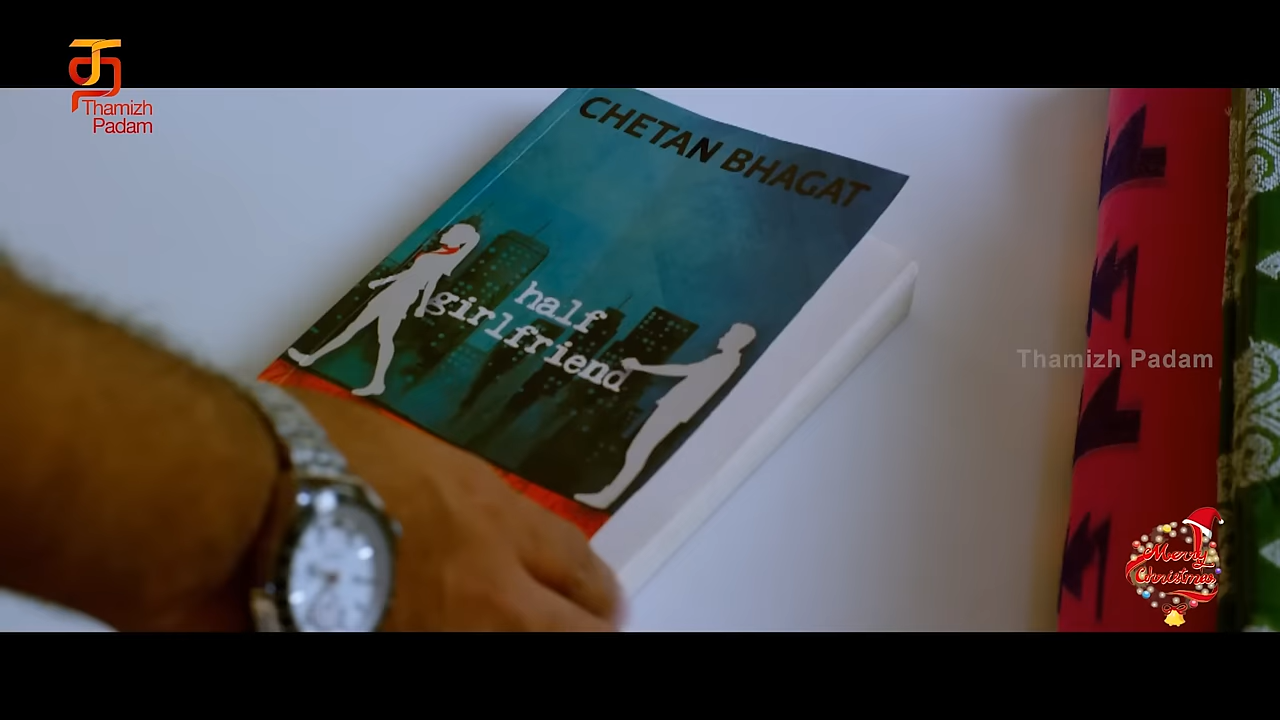 த
Thamizh
Padam
CHETAN BHAGAT
half
girlfriend
Thamizh Padam
Merry
Christmas